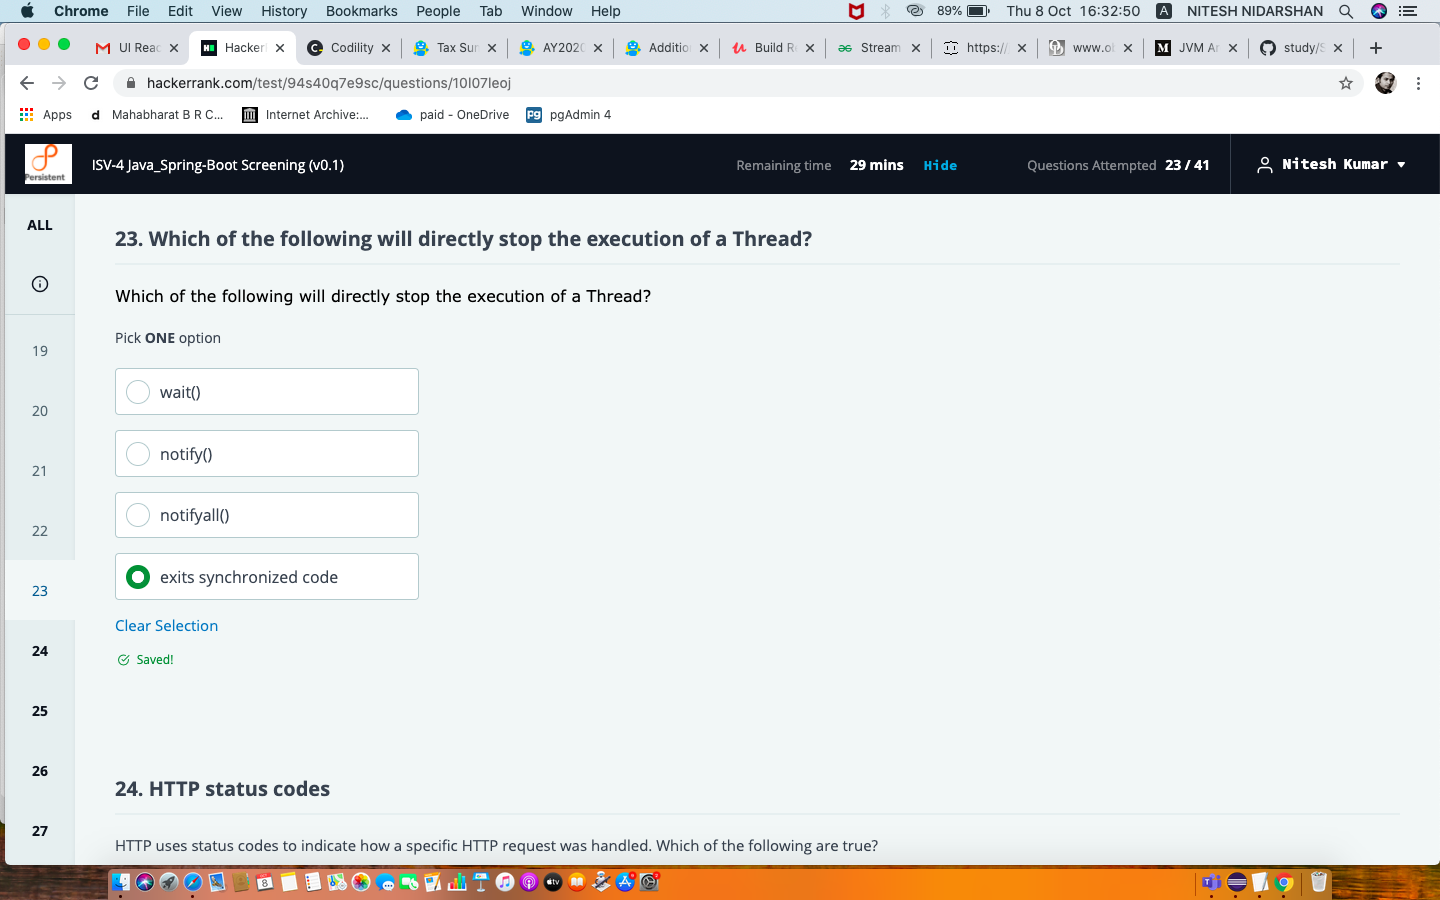 Chrome File Edit View History Bookmarks People Tab Window Help 89% Thu 8 Oct 16:32:50 A NITESH NIDARSHAN
UI Reac HackerI Codility Tax Sur AY202 Additio Build R Stream https:/ www.ol JVM Ar study/S
hackerrank.com/test/94s40q7e9sc/questions/10l07leoj
Apps d Mahabharat B R C... Internet Archive:... paid - OneDrive pg pgAdmin 4
Persistent ISV-4 Java_Spring-Boot Screening (v0.1) Remaining time 29 mins Hide Questions Attempted 23 / 41 Nitesh Kumar
ALL
19
20
21
22
23
24
25
26
27
23. Which of the following will directly stop the execution of a Thread?
Which of the following will directly stop the execution of a Thread?
Pick ONE option
wait()
notify()
notifyall()
exits synchronized code
Clear Selection
Saved!
24. HTTP status codes
HTTP uses status codes to indicate how a specific HTTP request was handled. Which of the following are true?
8 tv